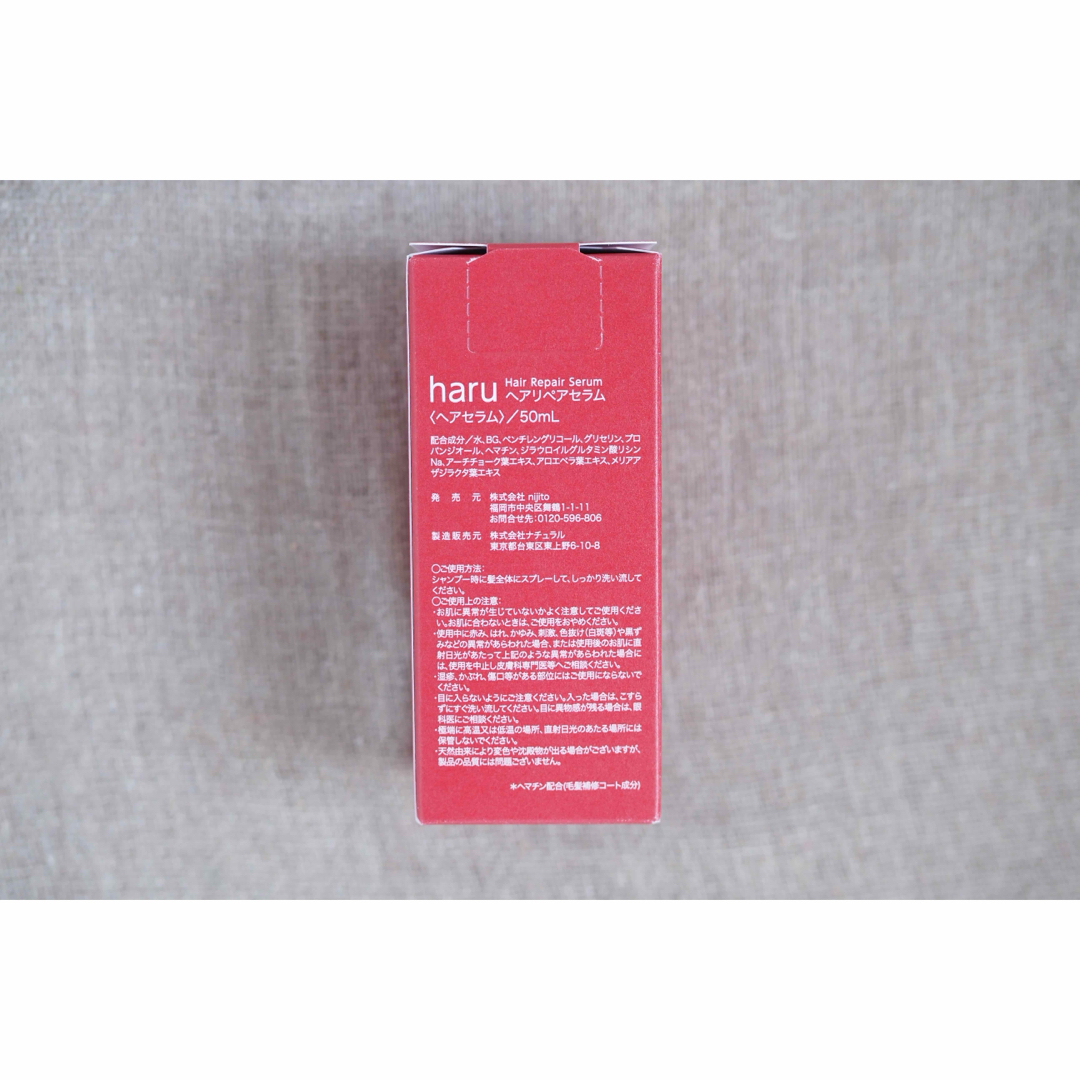 haru Hair Repair Serum
ヘアリペアセラム
〈ヘアセラム〉／50mL
配合成分／水、BG、ペンチレングリコール、グリセリン、プロ
パンジオール、ヘマチン、ジラウロイルグルタミン酸リシン
Na、アーチチョーク葉エキス、アロエベラ葉エキス、メリアア
ザジラクタ葉エキス
発売元 株式会社 nijito
福岡市中央区舞鶴1-1-11
お問合せ先：0120-596-806
製造販売元 株式会社ナチュラル
東京都台東区東上野6-10-8
〇ご使用方法：
シャンプー時に髪全体にスプレーして、しっかり洗い流して
ください。
〇ご使用上の注意：
・お肌に異常が生じていないかよく注意してご使用くださ
い。お肌に合わないときは、ご使用をおやめください。
・使用中に赤み、はれ、かゆみ、刺激、色抜け（白斑等）や黒ず
みなどの異常があらわれた場合、または使用後のお肌に直
射日光があたって上記のような異常があらわれた場合に
は、使用を中止し皮膚科専門医等へご相談ください。
・湿疹、かぶれ、傷口等がある部位にはご使用にならないで
ください。
・目に入らないようにご注意ください。入った場合は、こすら
ずにすぐ洗い流してください。目に異物感が残る場合は、眼
科医にご相談ください。
・極端に高温又は低温の場所、直射日光のあたる場所には
保管しないでください。
・天然由来により変色や沈殿物が出る場合がございますが、
製品の品質には問題ございません。
＊ヘマチン配合(毛髪補修コート成分)